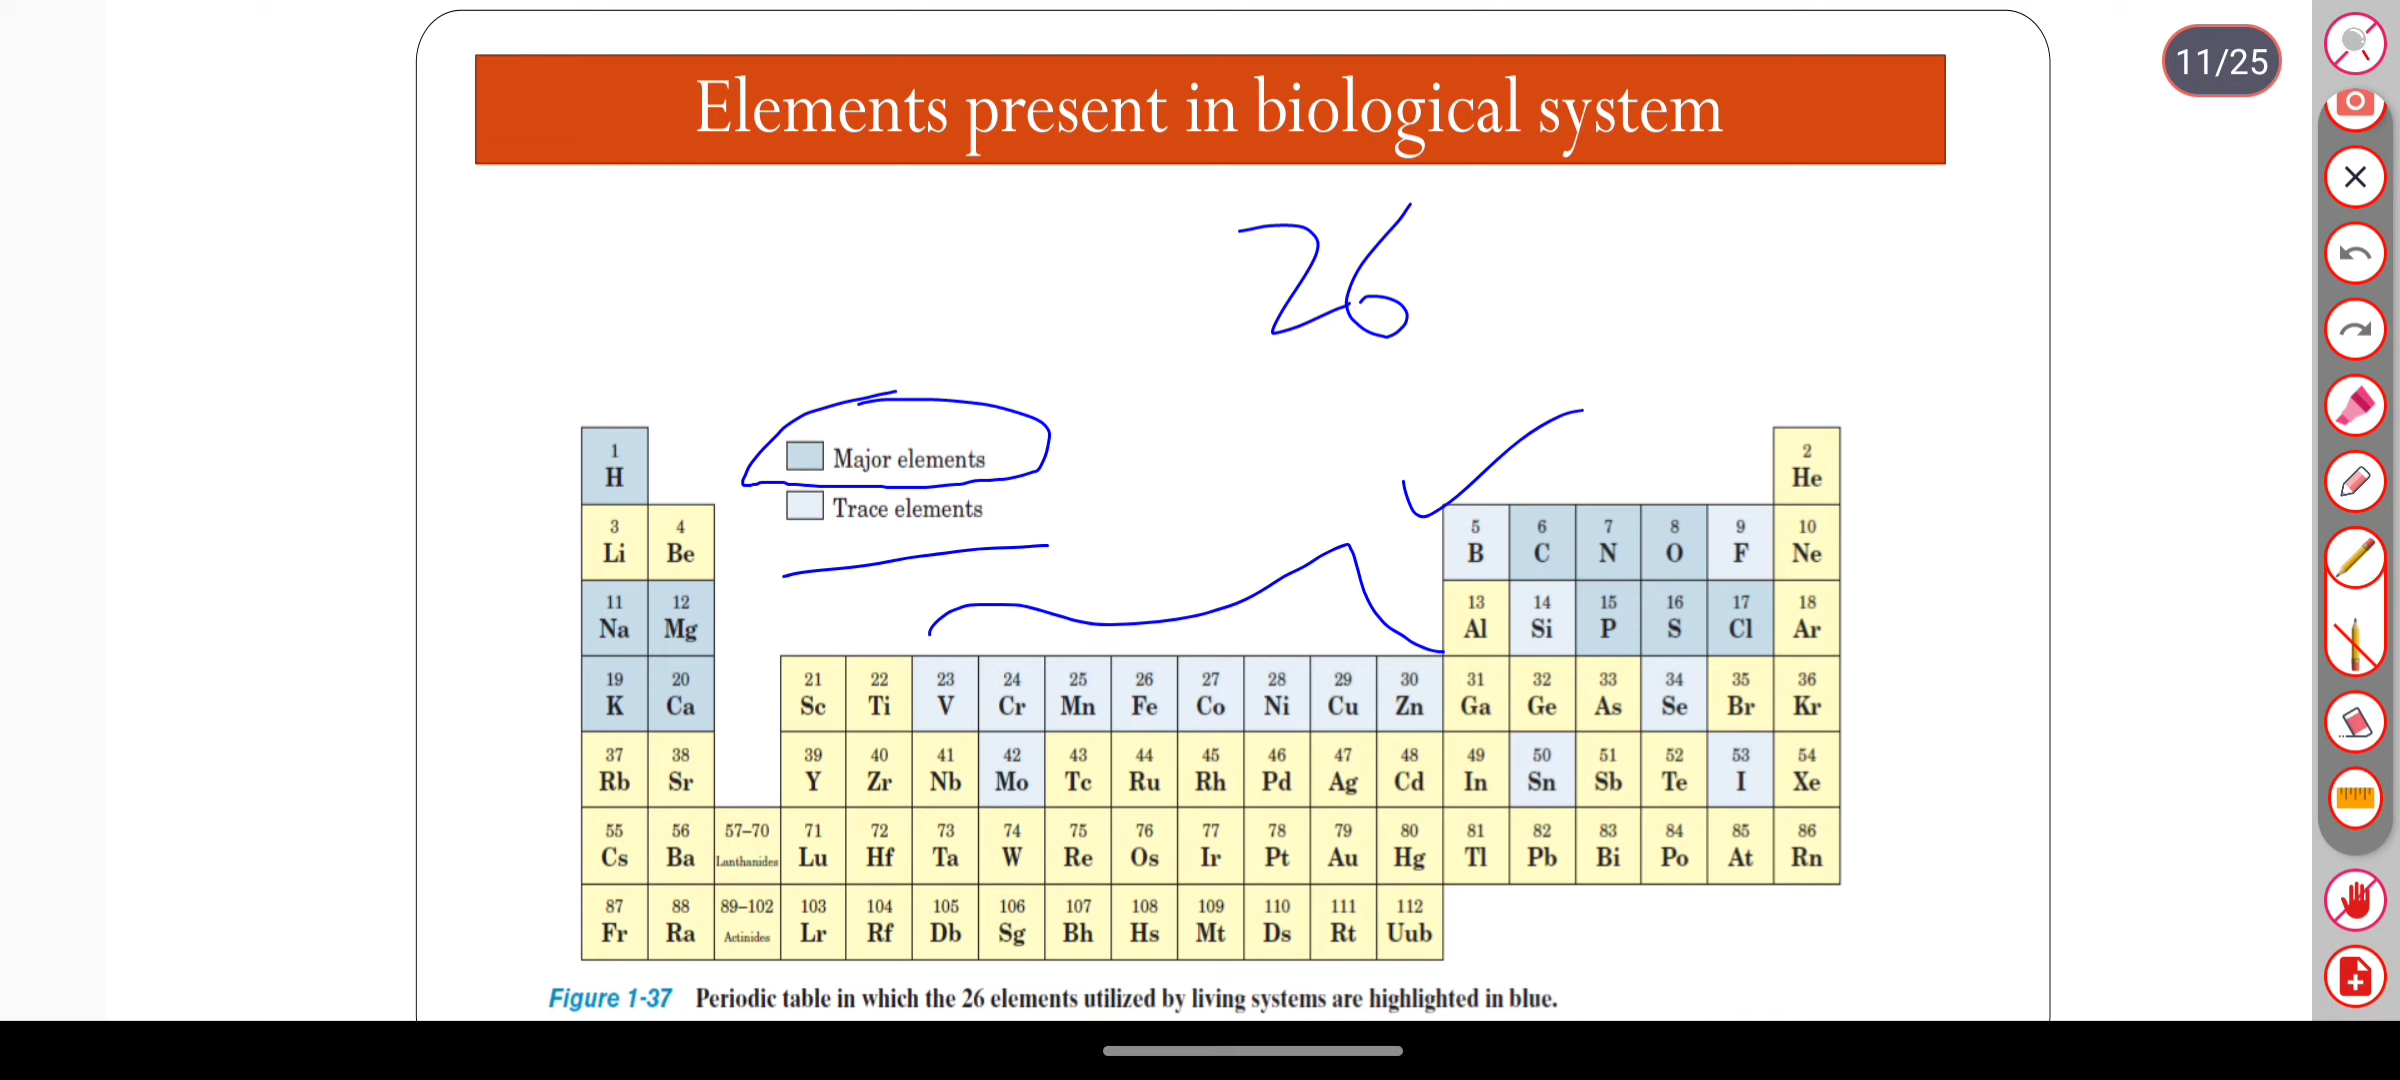 11/25
Elements present in biological system
26
Major elements
Trace elements
1 2
H He
3 4 5 6 7 8 9 10
Li Be B C N O F Ne
11 12 13 14 15 16 17 18
Na Mg Al Si P S Cl Ar
19 20 21 22 23 24 25 26 27 28 29 30 31 32 33 34 35 36
K Ca Sc Ti V Cr Mn Fe Co Ni Cu Zn Ga Ge As Se Br Kr
37 38 39 40 41 42 43 44 45 46 47 48 49 50 51 52 53 54
Rb Sr Y Zr Nb Mo Tc Ru Rh Pd Ag Cd In Sn Sb Te I Xe
55 56 57–70 71 72 73 74 75 76 77 78 79 80 81 82 83 84 85 86
Cs Ba Lanthanides Lu Hf Ta W Re Os Ir Pt Au Hg Tl Pb Bi Po At Rn
87 88 89–102 103 104 105 106 107 108 109 110 111 112
Fr Ra Actinides Lr Rf Db Sg Bh Hs Mt Ds Rt Uub
Figure 1-37 Periodic table in which the 26 elements utilized by living systems are highlighted in blue.